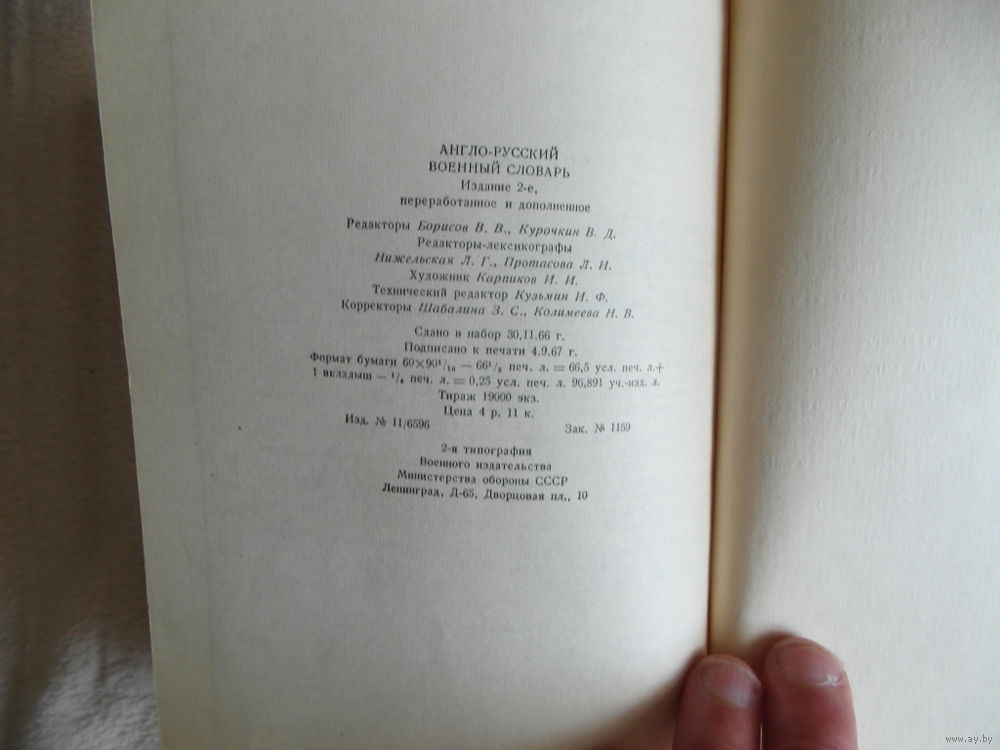 АНГЛО-РУССКИЙ
ВОЕННЫЙ СЛОВАРЬ
Издание 2-е,
переработанное и дополненное
Редакторы Борисов В. В., Курочкин В. Д.
Редакторы-лексикографы
Нижельская Л. Г., Протасова Л. И.
Художник Карпиков И. И.
Технический редактор Кузьмин И. Ф.
Корректоры Шабалина З. С., Колимеева Н. В.
Сдано в набор 30.11.66 г.
Подписано к печати 4.9.67 г.
Формат бумаги 60×90¹/₁₆ — 66¹/₂ печ. л. = 66,5 усл. печ. л.+
1 вкладыш — ¹/₄ печ. л. = 0,25 усл. печ. л. 96,891 уч.-изд. л.
Тираж 19000 экз.
Цена 4 р. 11 к.
Изд. № 11/6596 Зак. № 1159
2-я типография
Военного издательства
Министерства обороны СССР
Ленинград, Д-65, Дворцовая пл., 10
www.ay.by